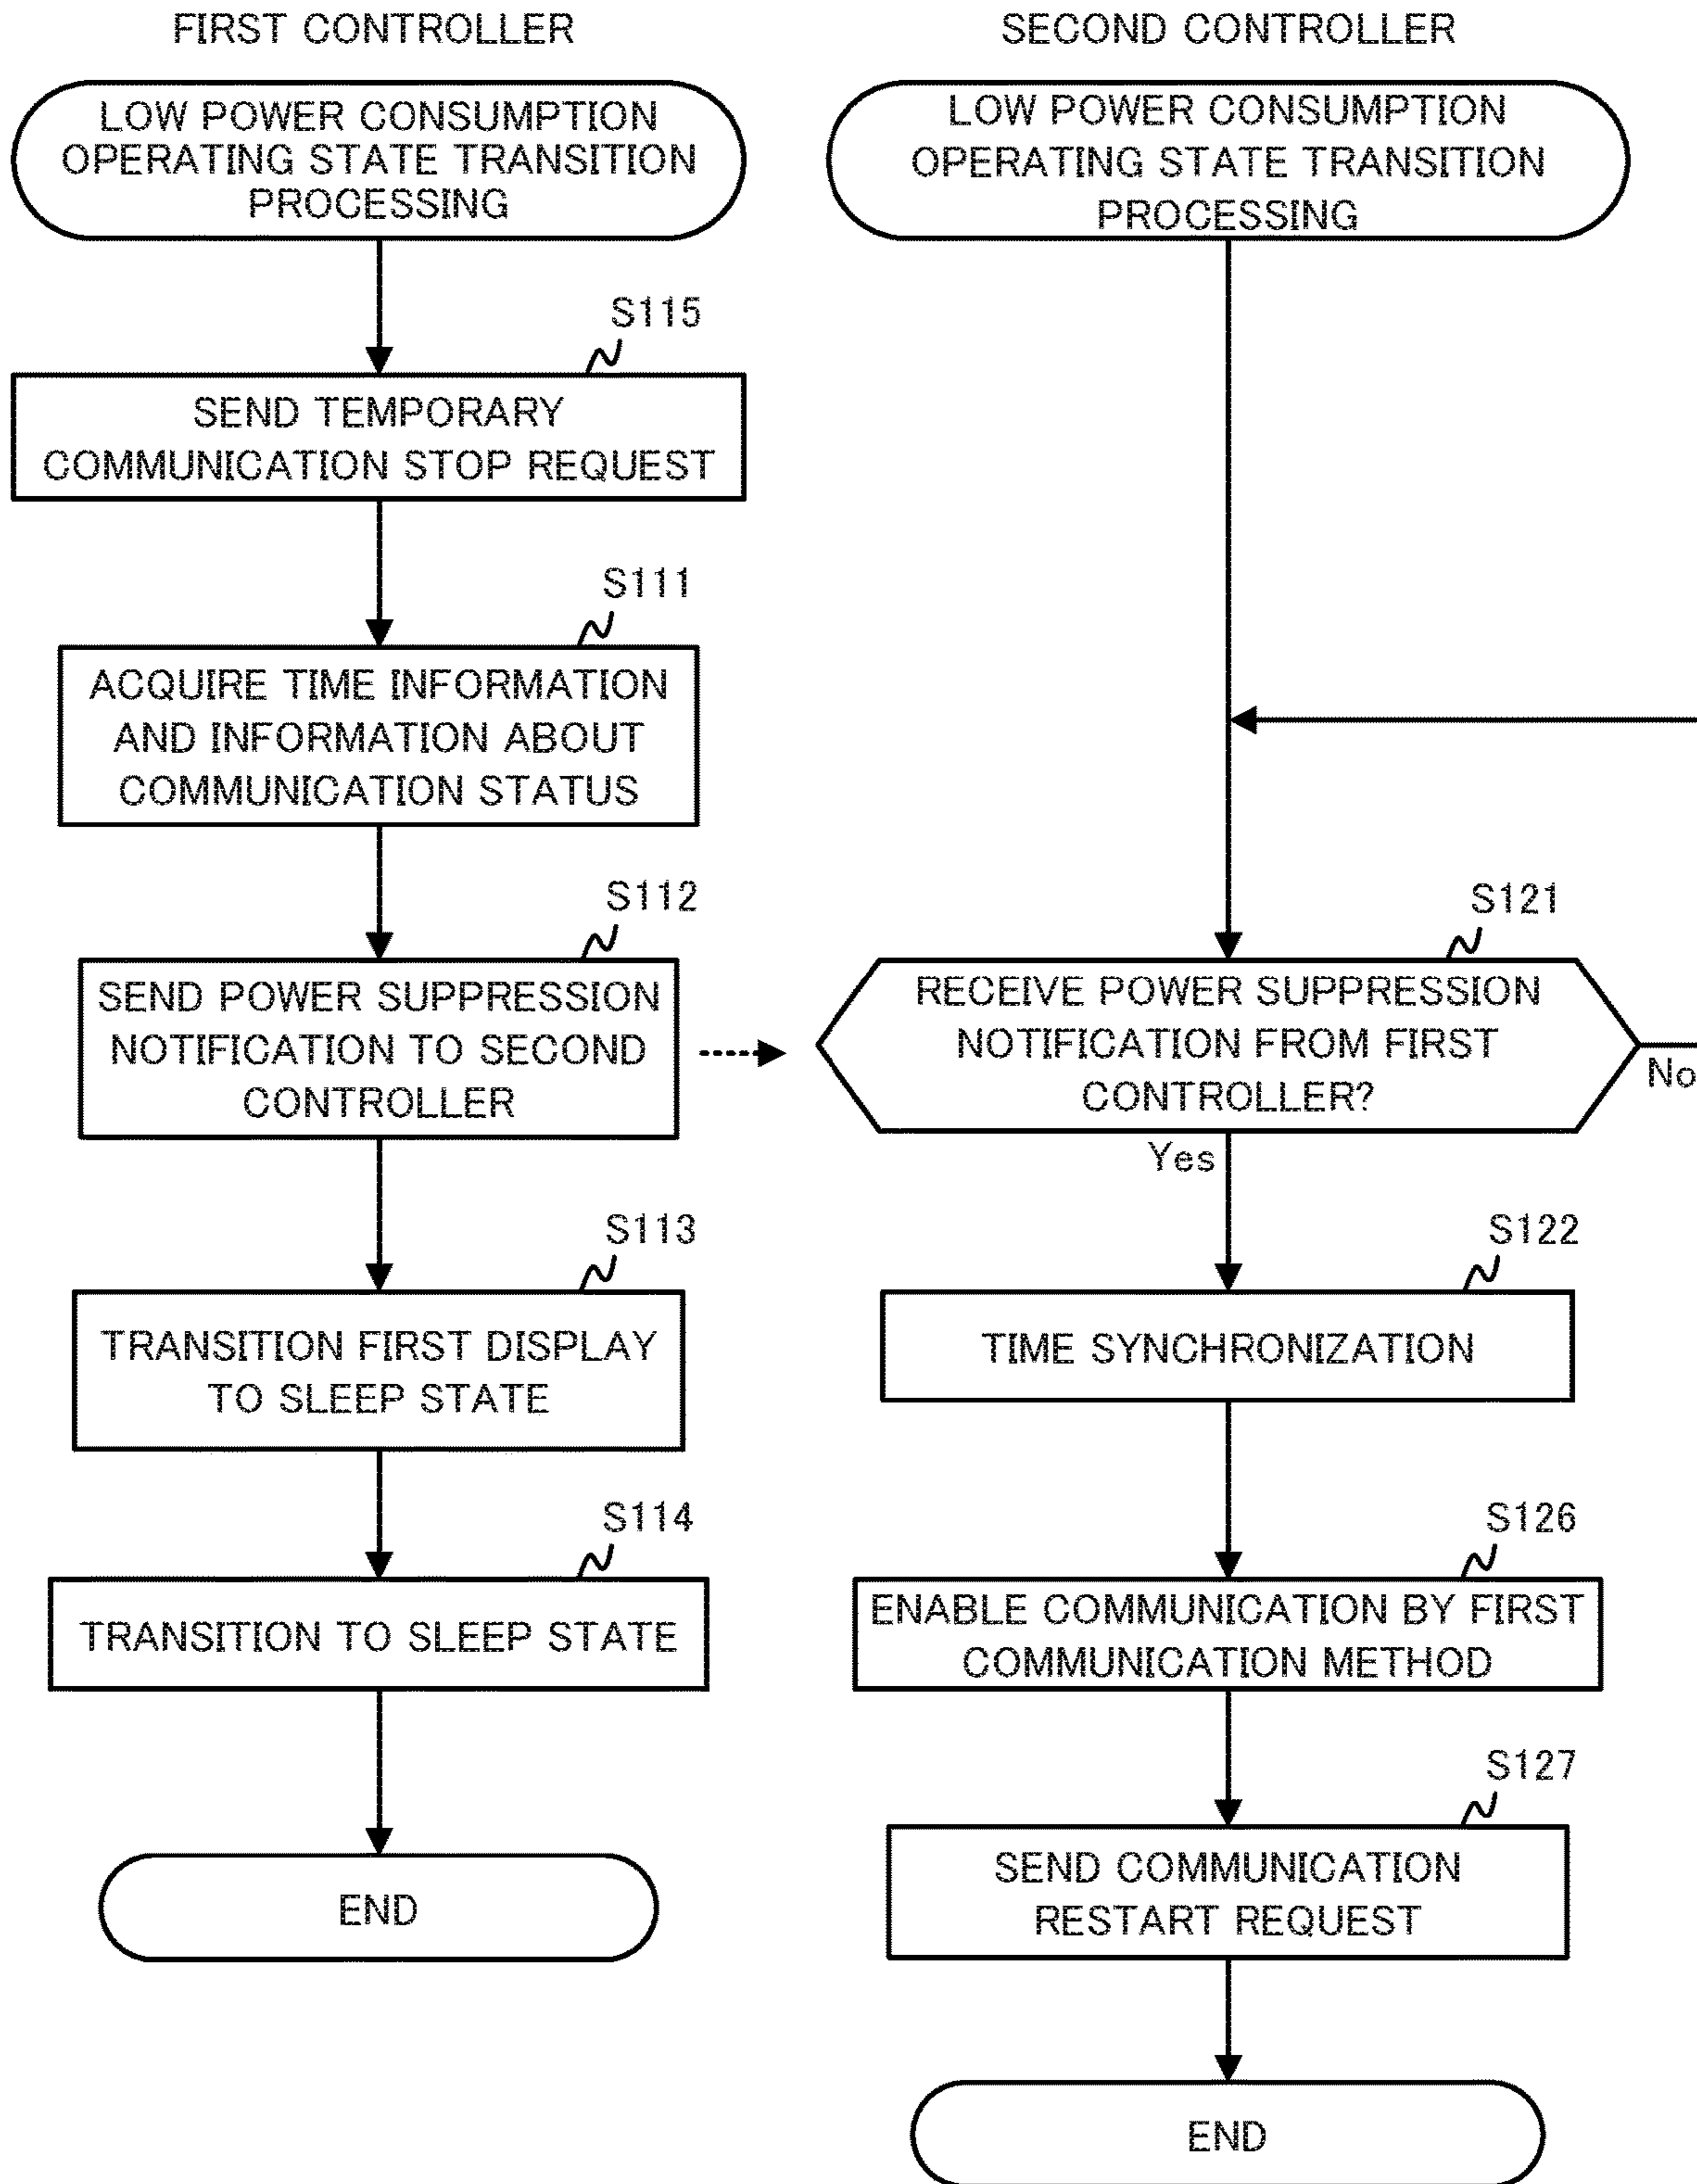 FIRST CONTROLLER
LOW POWER CONSUMPTION
OPERATING STATE TRANSITION
PROCESSING
S115
SEND TEMPORARY
COMMUNICATION STOP REQUEST
S111
ACQUIRE TIME INFORMATION
AND INFORMATION ABOUT
COMMUNICATION STATUS
S112
SEND POWER SUPPRESSION
NOTIFICATION TO SECOND
CONTROLLER
S113
TRANSITION FIRST DISPLAY
TO SLEEP STATE
S114
TRANSITION TO SLEEP STATE
END
SECOND CONTROLLER
LOW POWER CONSUMPTION
OPERATING STATE TRANSITION
PROCESSING
S121
RECEIVE POWER SUPPRESSION
NOTIFICATION FROM FIRST
CONTROLLER?
No
Yes
S122
TIME SYNCHRONIZATION
S126
ENABLE COMMUNICATION BY FIRST
COMMUNICATION METHOD
S127
SEND COMMUNICATION
RESTART REQUEST
END